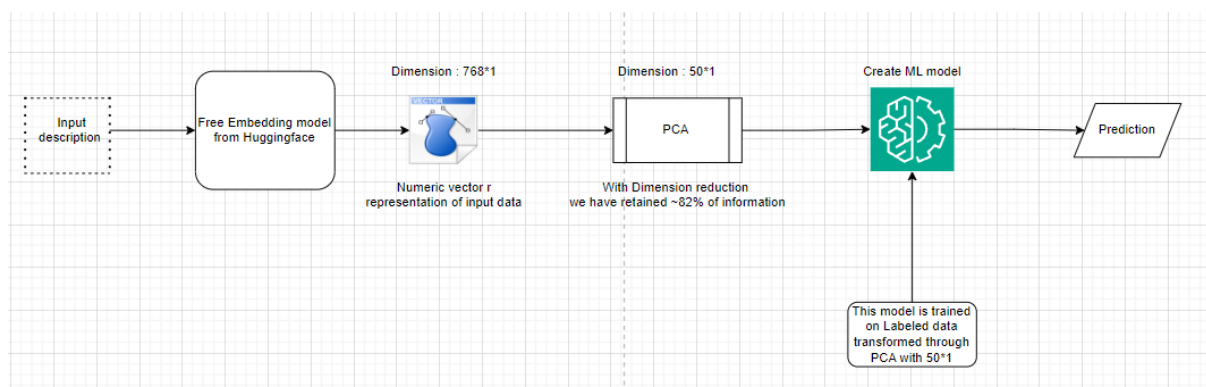 Dimension : 768*1
Dimension : 50*1
Create ML model
Input
description
Free Embedding model
from Huggingface
VECTOR
PCA
Prediction
Numeric vector r
representation of input data
With Dimension reduction
we have retained ~82% of information
This model is trained
on Labeled data
transformed through
PCA with 50*1